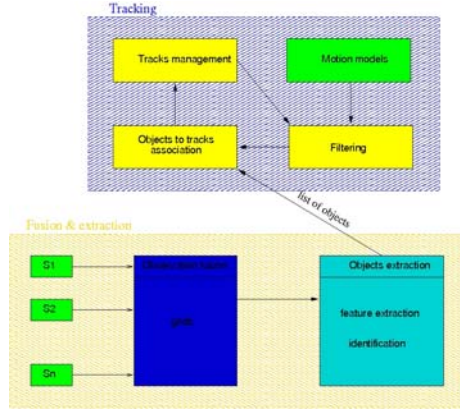 Tracking
Tracks management
Motion models
Objects to tracks
association
Filtering
list of objects
Fusion & extraction
S1
S2
Sn
Objects extraction
feature extraction
identification